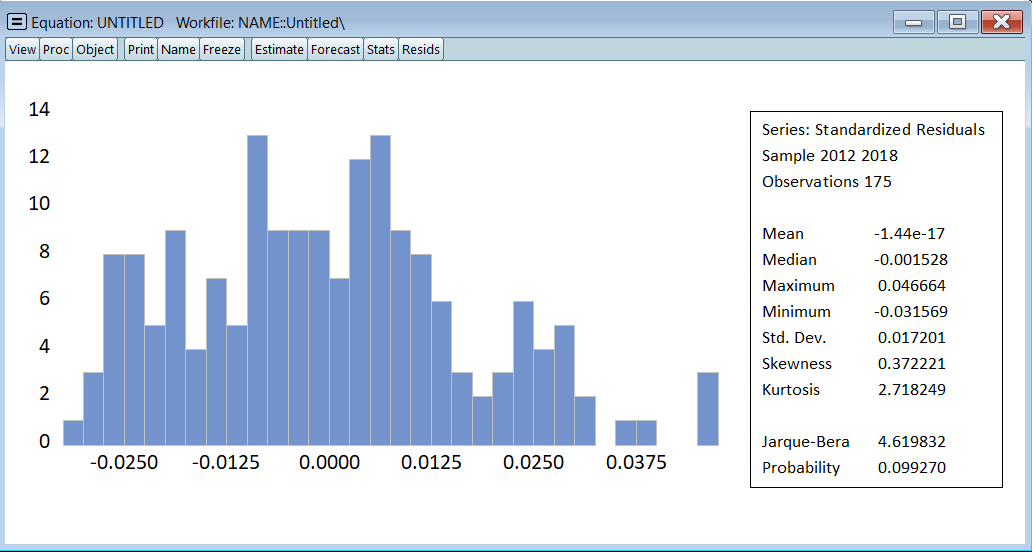 Equation: UNTITLED Workfile: NAME::Untitled\
View Proc Object Print Name Freeze Estimate Forecast Stats Resids
14
12
10
8
6
4
2
0
-0.0250 -0.0125 0.0000 0.0125 0.0250 0.0375
Series: Standardized Residuals
Sample 2012 2018
Observations 175
Mean -1.44e-17
Median -0.001528
Maximum 0.046664
Minimum -0.031569
Std. Dev. 0.017201
Skewness 0.372221
Kurtosis 2.718249
Jarque-Bera 4.619832
Probability 0.099270